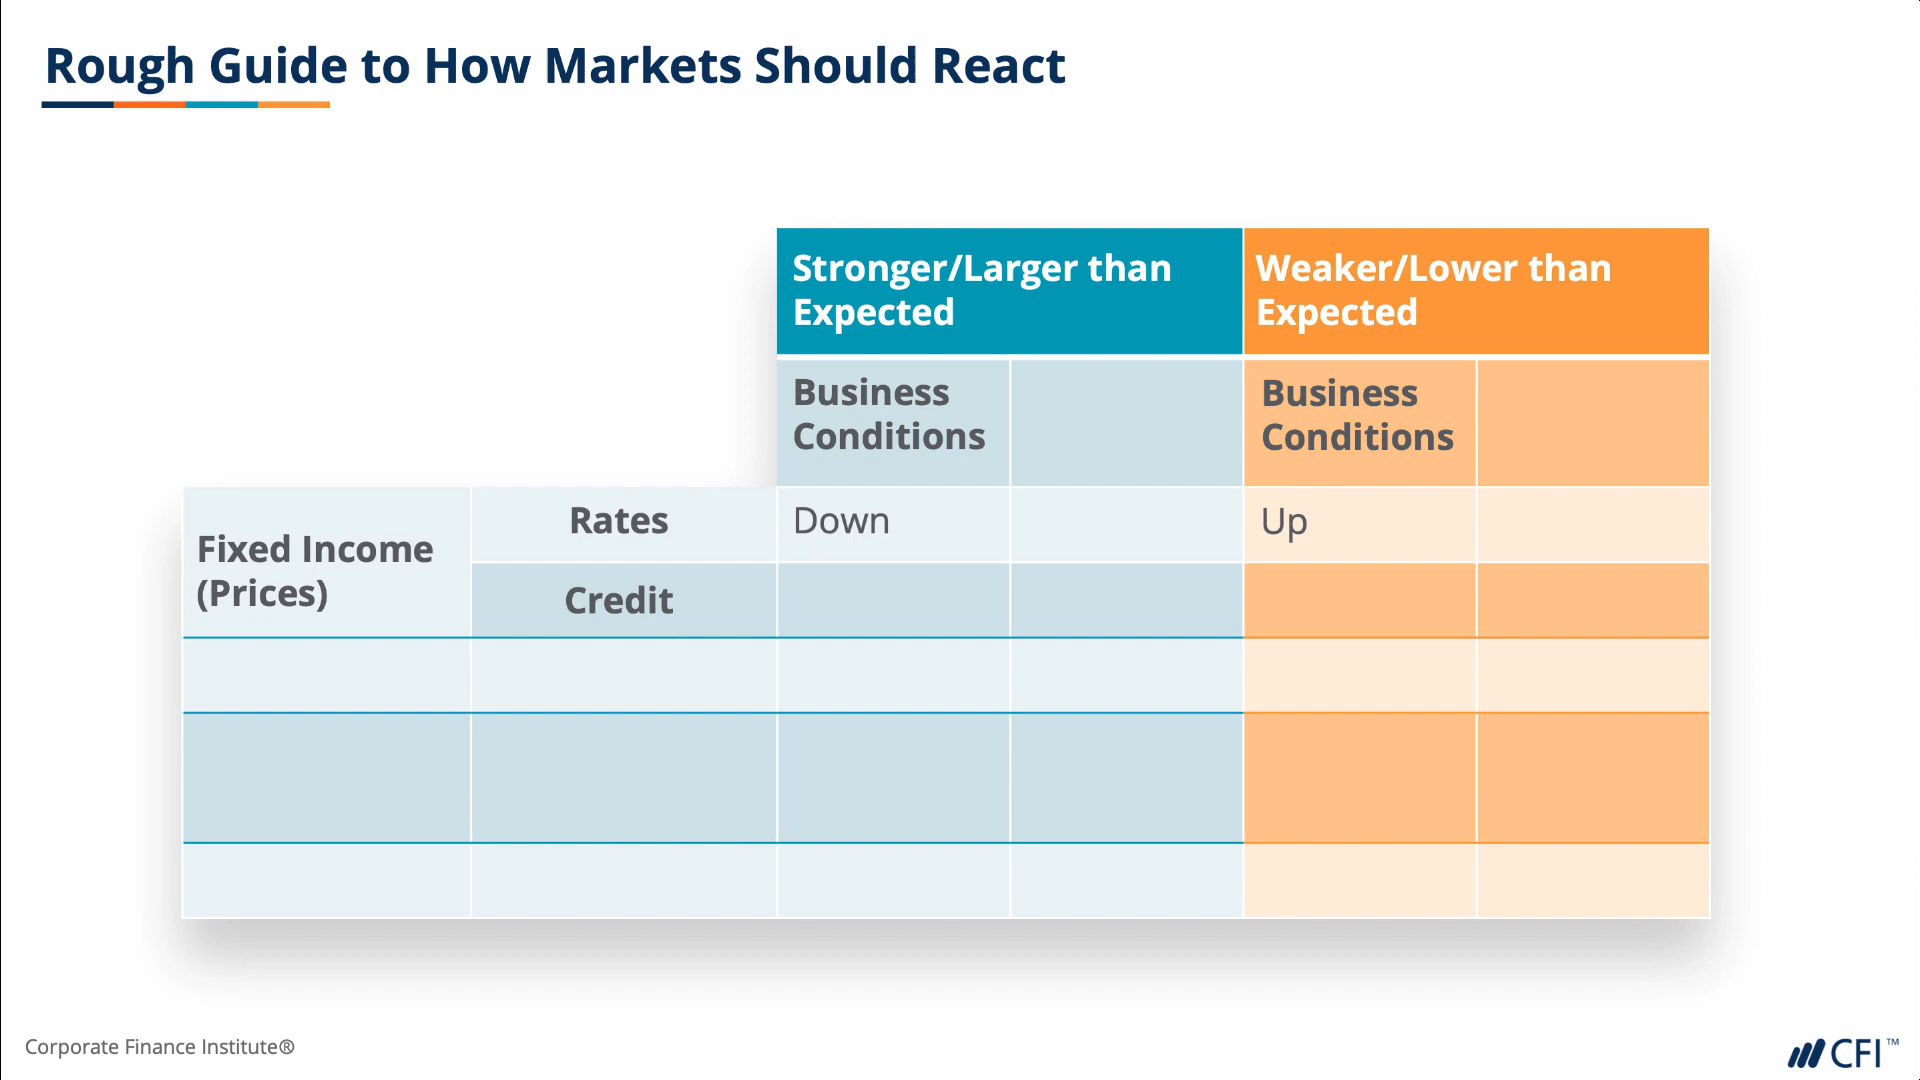 Rough Guide to How Markets Should React
Stronger/Larger than
Expected
Weaker/Lower than
Expected
Business
Conditions
Business
Conditions
Fixed Income
(Prices)
Rates
Down
Up
Credit
Corporate Finance Institute®
CFI™